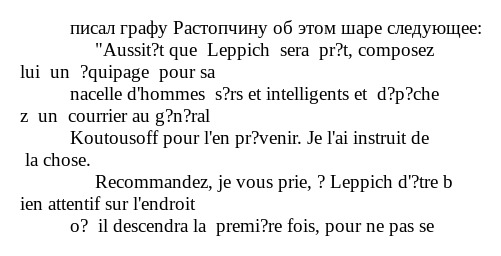 писал графу Растопчину об этом шаре следующее:
"Aussit?t que Leppich sera pr?t, composez
lui un ?quipage pour sa
nacelle d'hommes s?rs et intelligents et d?p?che
z un courrier au g?n?ral
Koutousoff pour l'en pr?venir. Je l'ai instruit de
la chose.
Recommandez, je vous prie, ? Leppich d'?tre b
ien attentif sur l'endroit
o? il descendra la premi?re fois, pour ne pas se